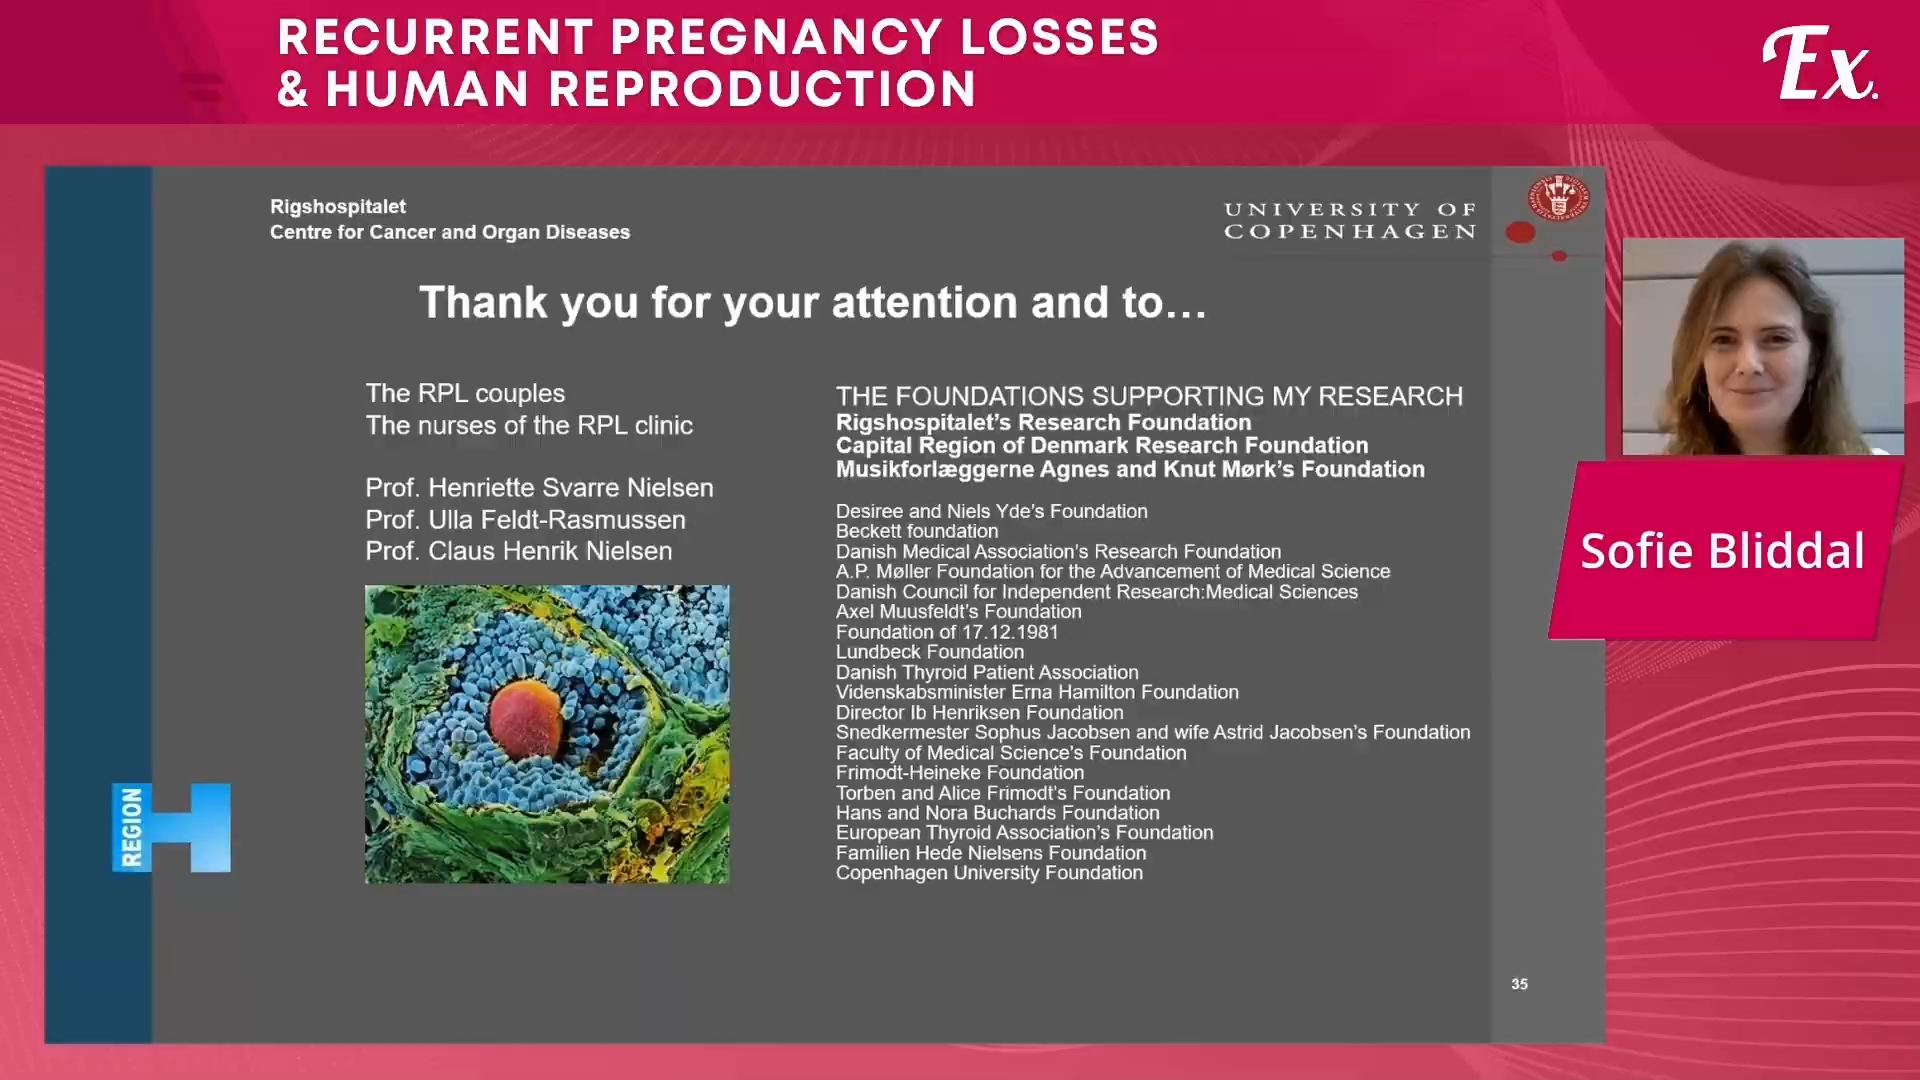 RECURRENT PREGNANCY LOSSES
& HUMAN REPRODUCTION
Ex.
Rigshospitalet
Centre for Cancer and Organ Diseases
UNIVERSITY OF
COPENHAGEN
Thank you for your attention and to…
The RPL couples
The nurses of the RPL clinic
Prof. Henriette Svarre Nielsen
Prof. Ulla Feldt-Rasmussen
Prof. Claus Henrik Nielsen
THE FOUNDATIONS SUPPORTING MY RESEARCH
Rigshospitalet’s Research Foundation
Capital Region of Denmark Research Foundation
Musikforlæggerne Agnes and Knut Mørk’s Foundation
Desiree and Niels Yde’s Foundation
Beckett foundation
Danish Medical Association’s Research Foundation
A.P. Møller Foundation for the Advancement of Medical Science
Danish Council for Independent Research:Medical Sciences
Axel Muusfeldt’s Foundation
Foundation of 17.12.1981
Lundbeck Foundation
Danish Thyroid Patient Association
Videnskabsminister Erna Hamilton Foundation
Director Ib Henriksen Foundation
Snedkermester Sophus Jacobsen and wife Astrid Jacobsen’s Foundation
Faculty of Medical Science’s Foundation
Frimodt-Heineke Foundation
Torben and Alice Frimodt’s Foundation
Hans and Nora Buchards Foundation
European Thyroid Association’s Foundation
Familien Hede Nielsens Foundation
Copenhagen University Foundation
REGION
35
Sofie Bliddal